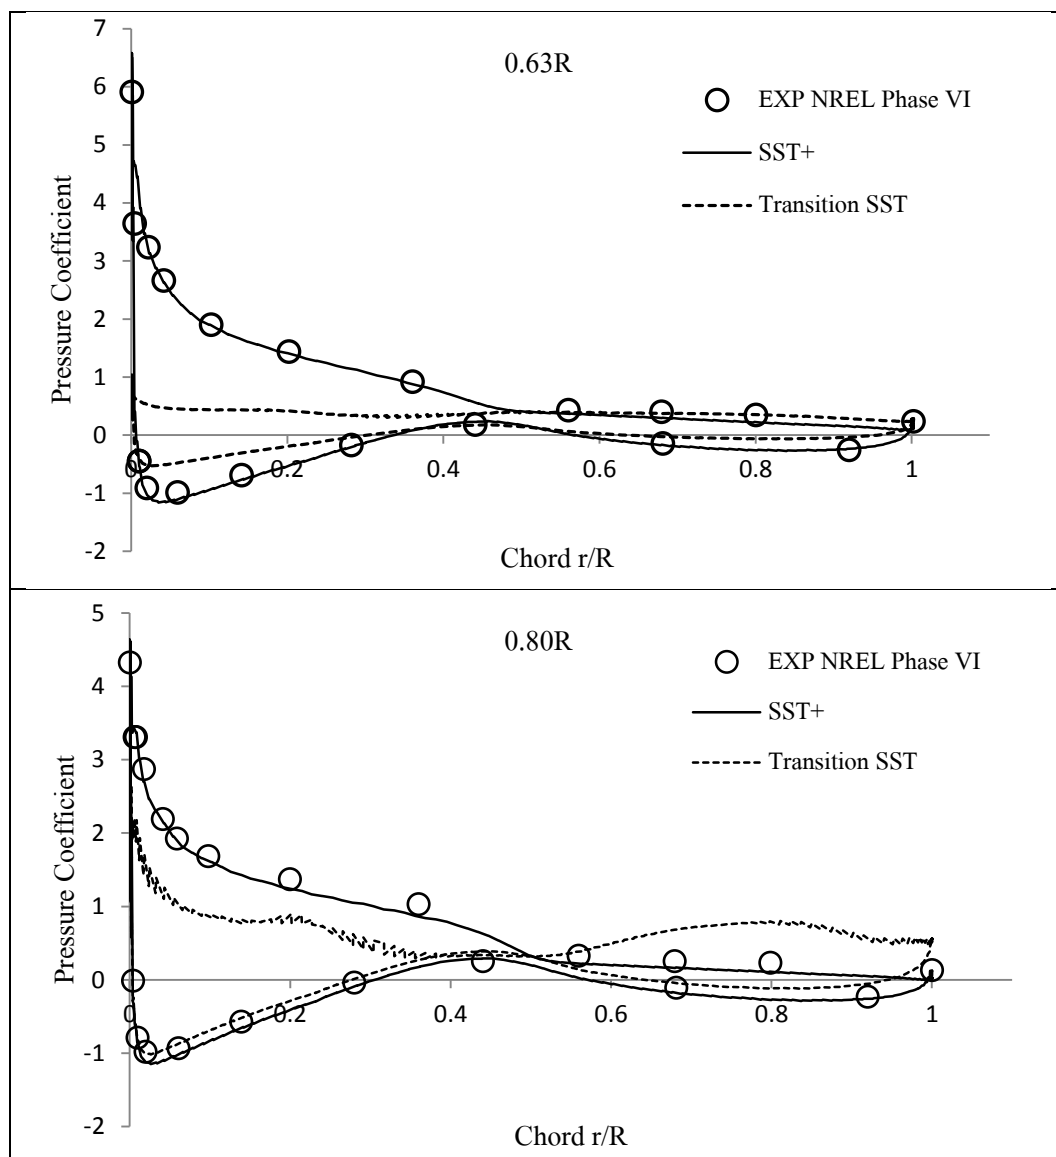 7
0.63R
6
EXP NREL Phase VI
5
SST+
4
Transition SST
3
2
1
0
-1
-2
Pressure Coefficient
0 0.2 0.4 0.6 0.8 1
Chord r/R
5
0.80R
4
EXP NREL Phase VI
SST+
3
Transition SST
2
1
0
-1
-2
Pressure Coefficient
0 0.2 0.4 0.6 0.8 1
Chord r/R